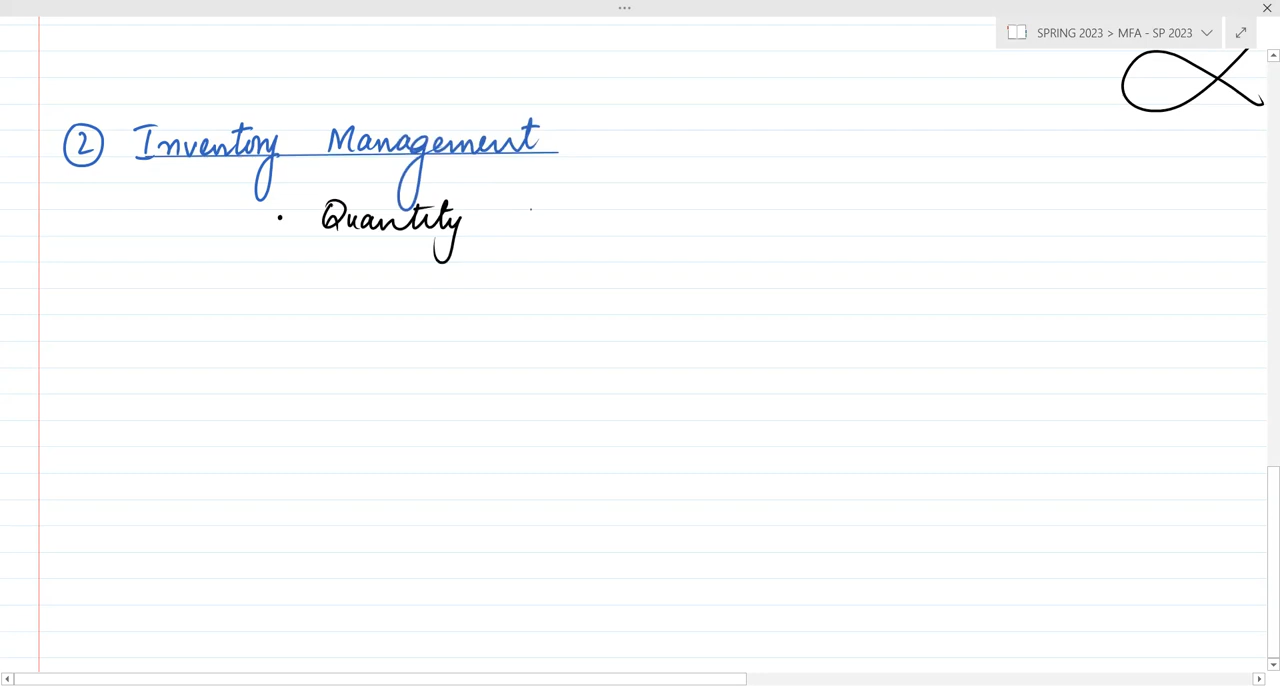 SPRING 2023 > MFA - SP 2023
② Inventory Management
• Quantity